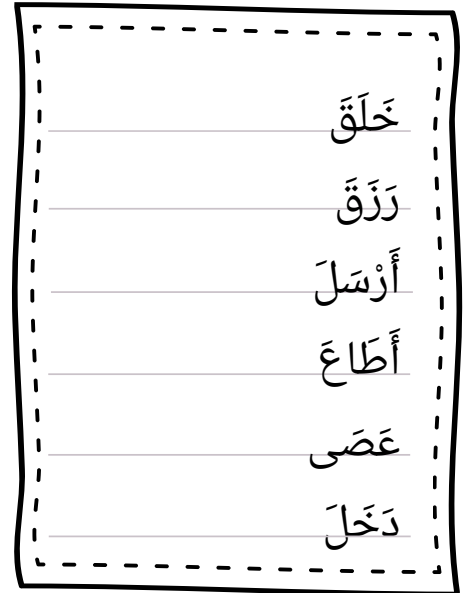 خَلَقَ
رَزَقَ
أَرْسَلَ
أَطَاعَ
عَصَى
دَخَلَ